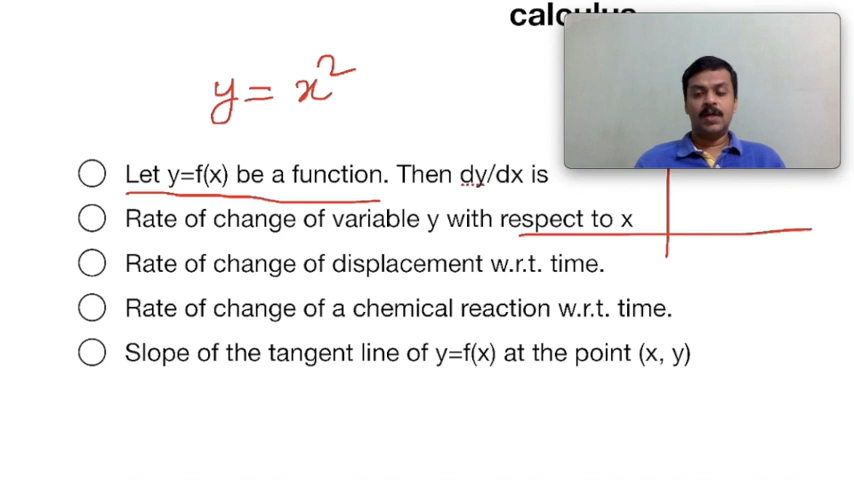 y = x²
Let y=f(x) be a function. Then dy/dx is
Rate of change of variable y with respect to x
Rate of change of displacement w.r.t. time.
Rate of change of a chemical reaction w.r.t. time.
Slope of the tangent line of y=f(x) at the point (x, y)